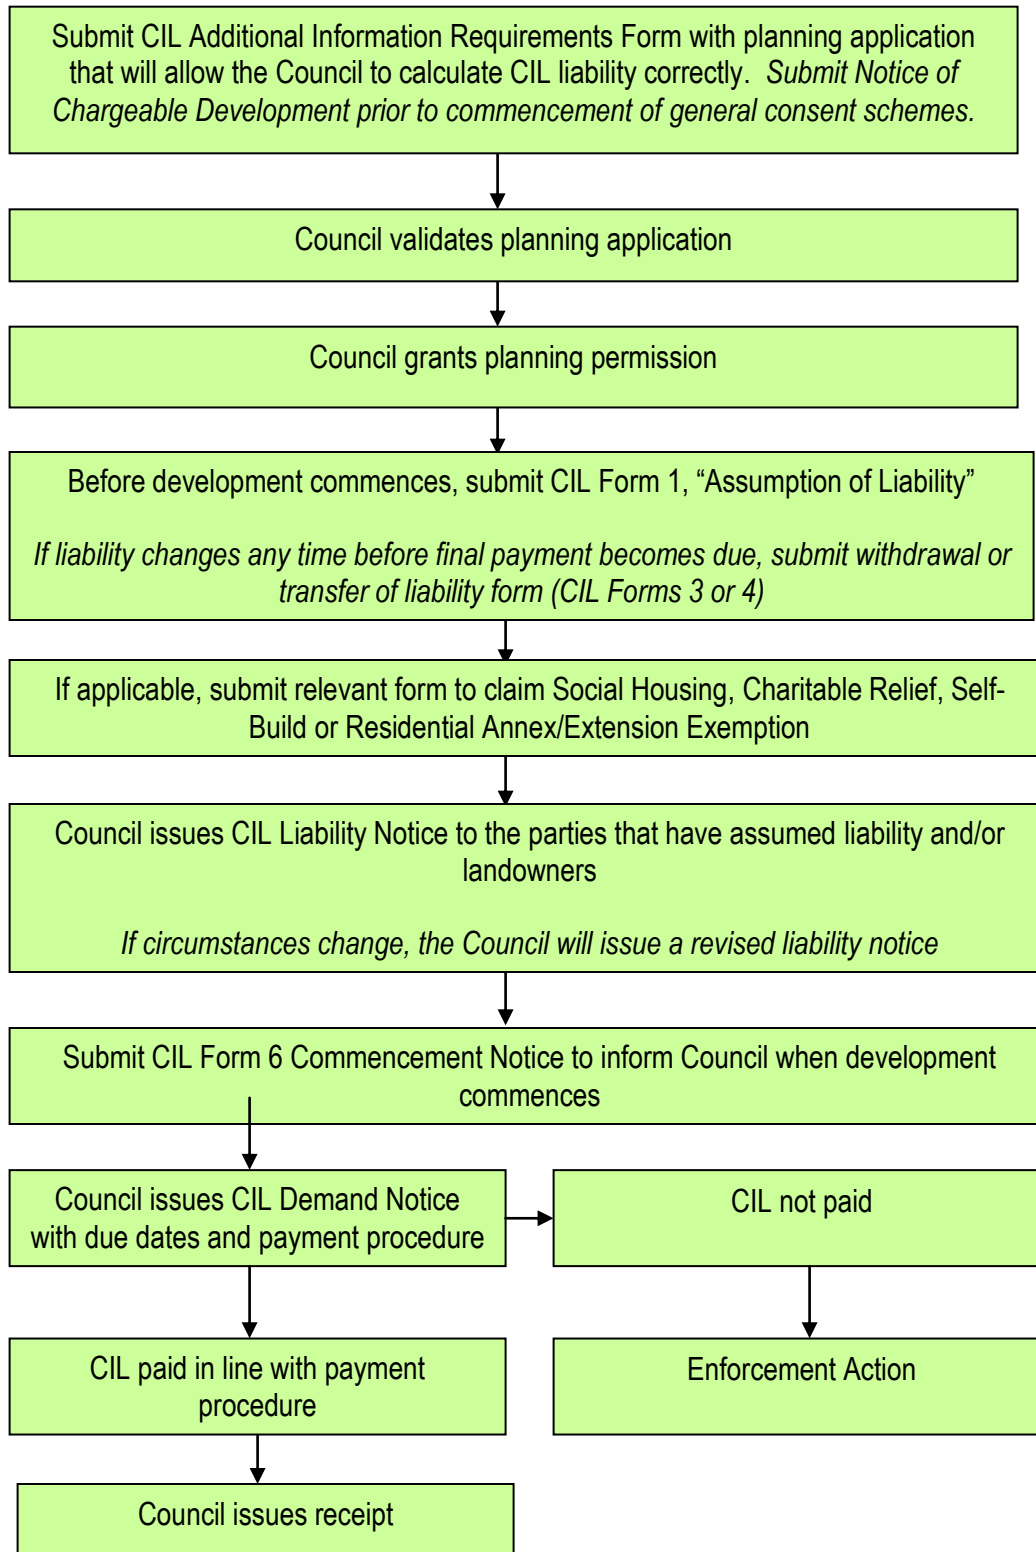 Submit CIL Additional Information Requirements Form with planning application
that will allow the Council to calculate CIL liability correctly. Submit Notice of
Chargeable Development prior to commencement of general consent schemes.
Council validates planning application
Council grants planning permission
Before development commences, submit CIL Form 1, “Assumption of Liability”
If liability changes any time before final payment becomes due, submit withdrawal or
transfer of liability form (CIL Forms 3 or 4)
If applicable, submit relevant form to claim Social Housing, Charitable Relief, Self-
Build or Residential Annex/Extension Exemption
Council issues CIL Liability Notice to the parties that have assumed liability and/or
landowners
If circumstances change, the Council will issue a revised liability notice
Submit CIL Form 6 Commencement Notice to inform Council when development
commences
Council issues CIL Demand Notice
with due dates and payment procedure
CIL not paid
CIL paid in line with payment
procedure
Enforcement Action
Council issues receipt